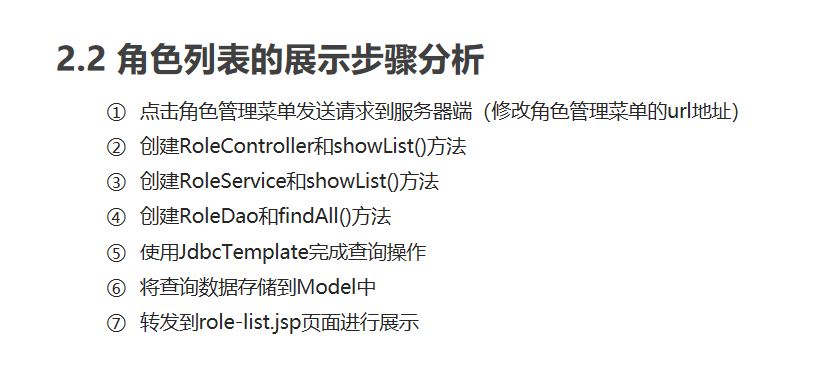 2.2 角色列表的展示步骤分析
① 点击角色管理菜单发送请求到服务器端（修改角色管理菜单的url地址）
② 创建RoleController和showList()方法
③ 创建RoleService和showList()方法
④ 创建RoleDao和findAll()方法
⑤ 使用JdbcTemplate完成查询操作
⑥ 将查询数据存储到Model中
⑦ 转发到role-list.jsp页面进行展示